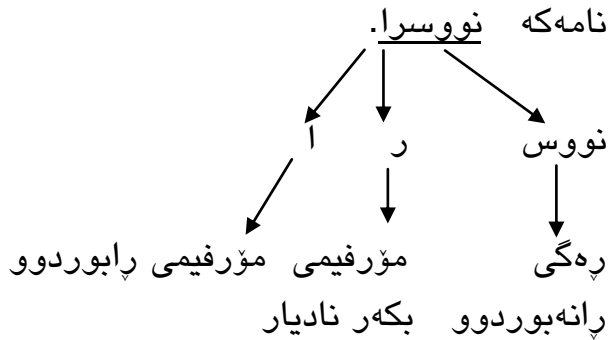 نامەکە نووسرا.
نووس ر ا
ڕەگی مۆرفیمی مۆرفیمی ڕابوردوو
ڕانەبوردوو بکەر نادیار